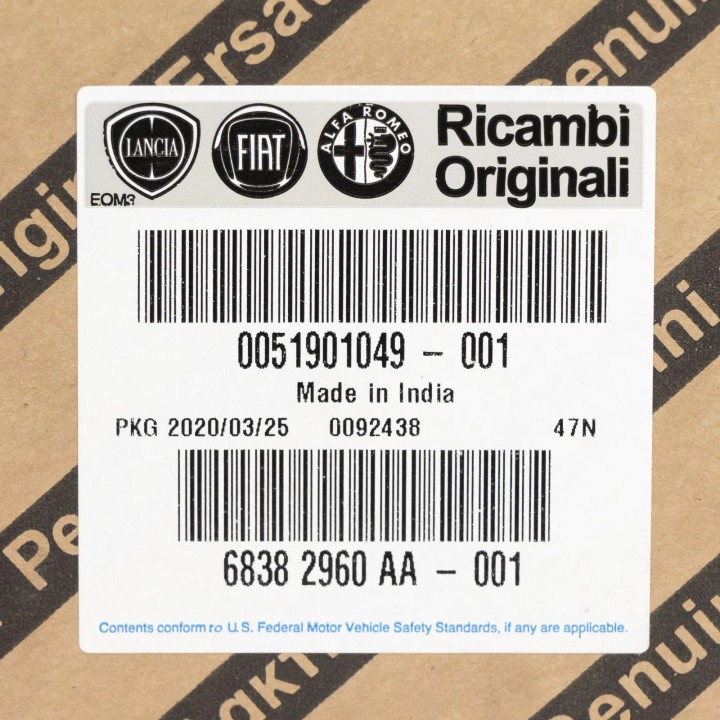 LANCIA
FIAT
ALFA ROMEO
Ricambi
Originali
EOM3
0051901049 - 001
Made in India
PKG 2020/03/25 0092438 47N
6838 2960 AA - 001
Contents conform to U.S. Federal Motor Vehicle Safety Standards, if any are applicable.